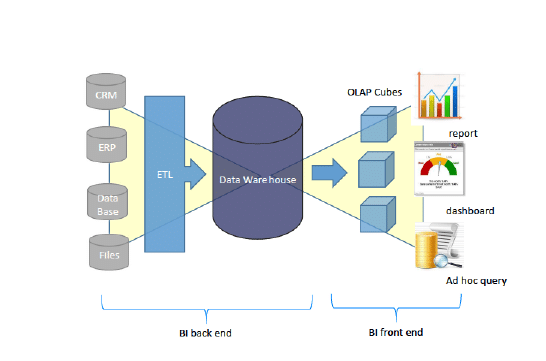 CRM
ERP
Data
Base
Files
ETL
Data Warehouse
OLAP Cubes
report
dashboard
Ad hoc query
BI back end
BI front end